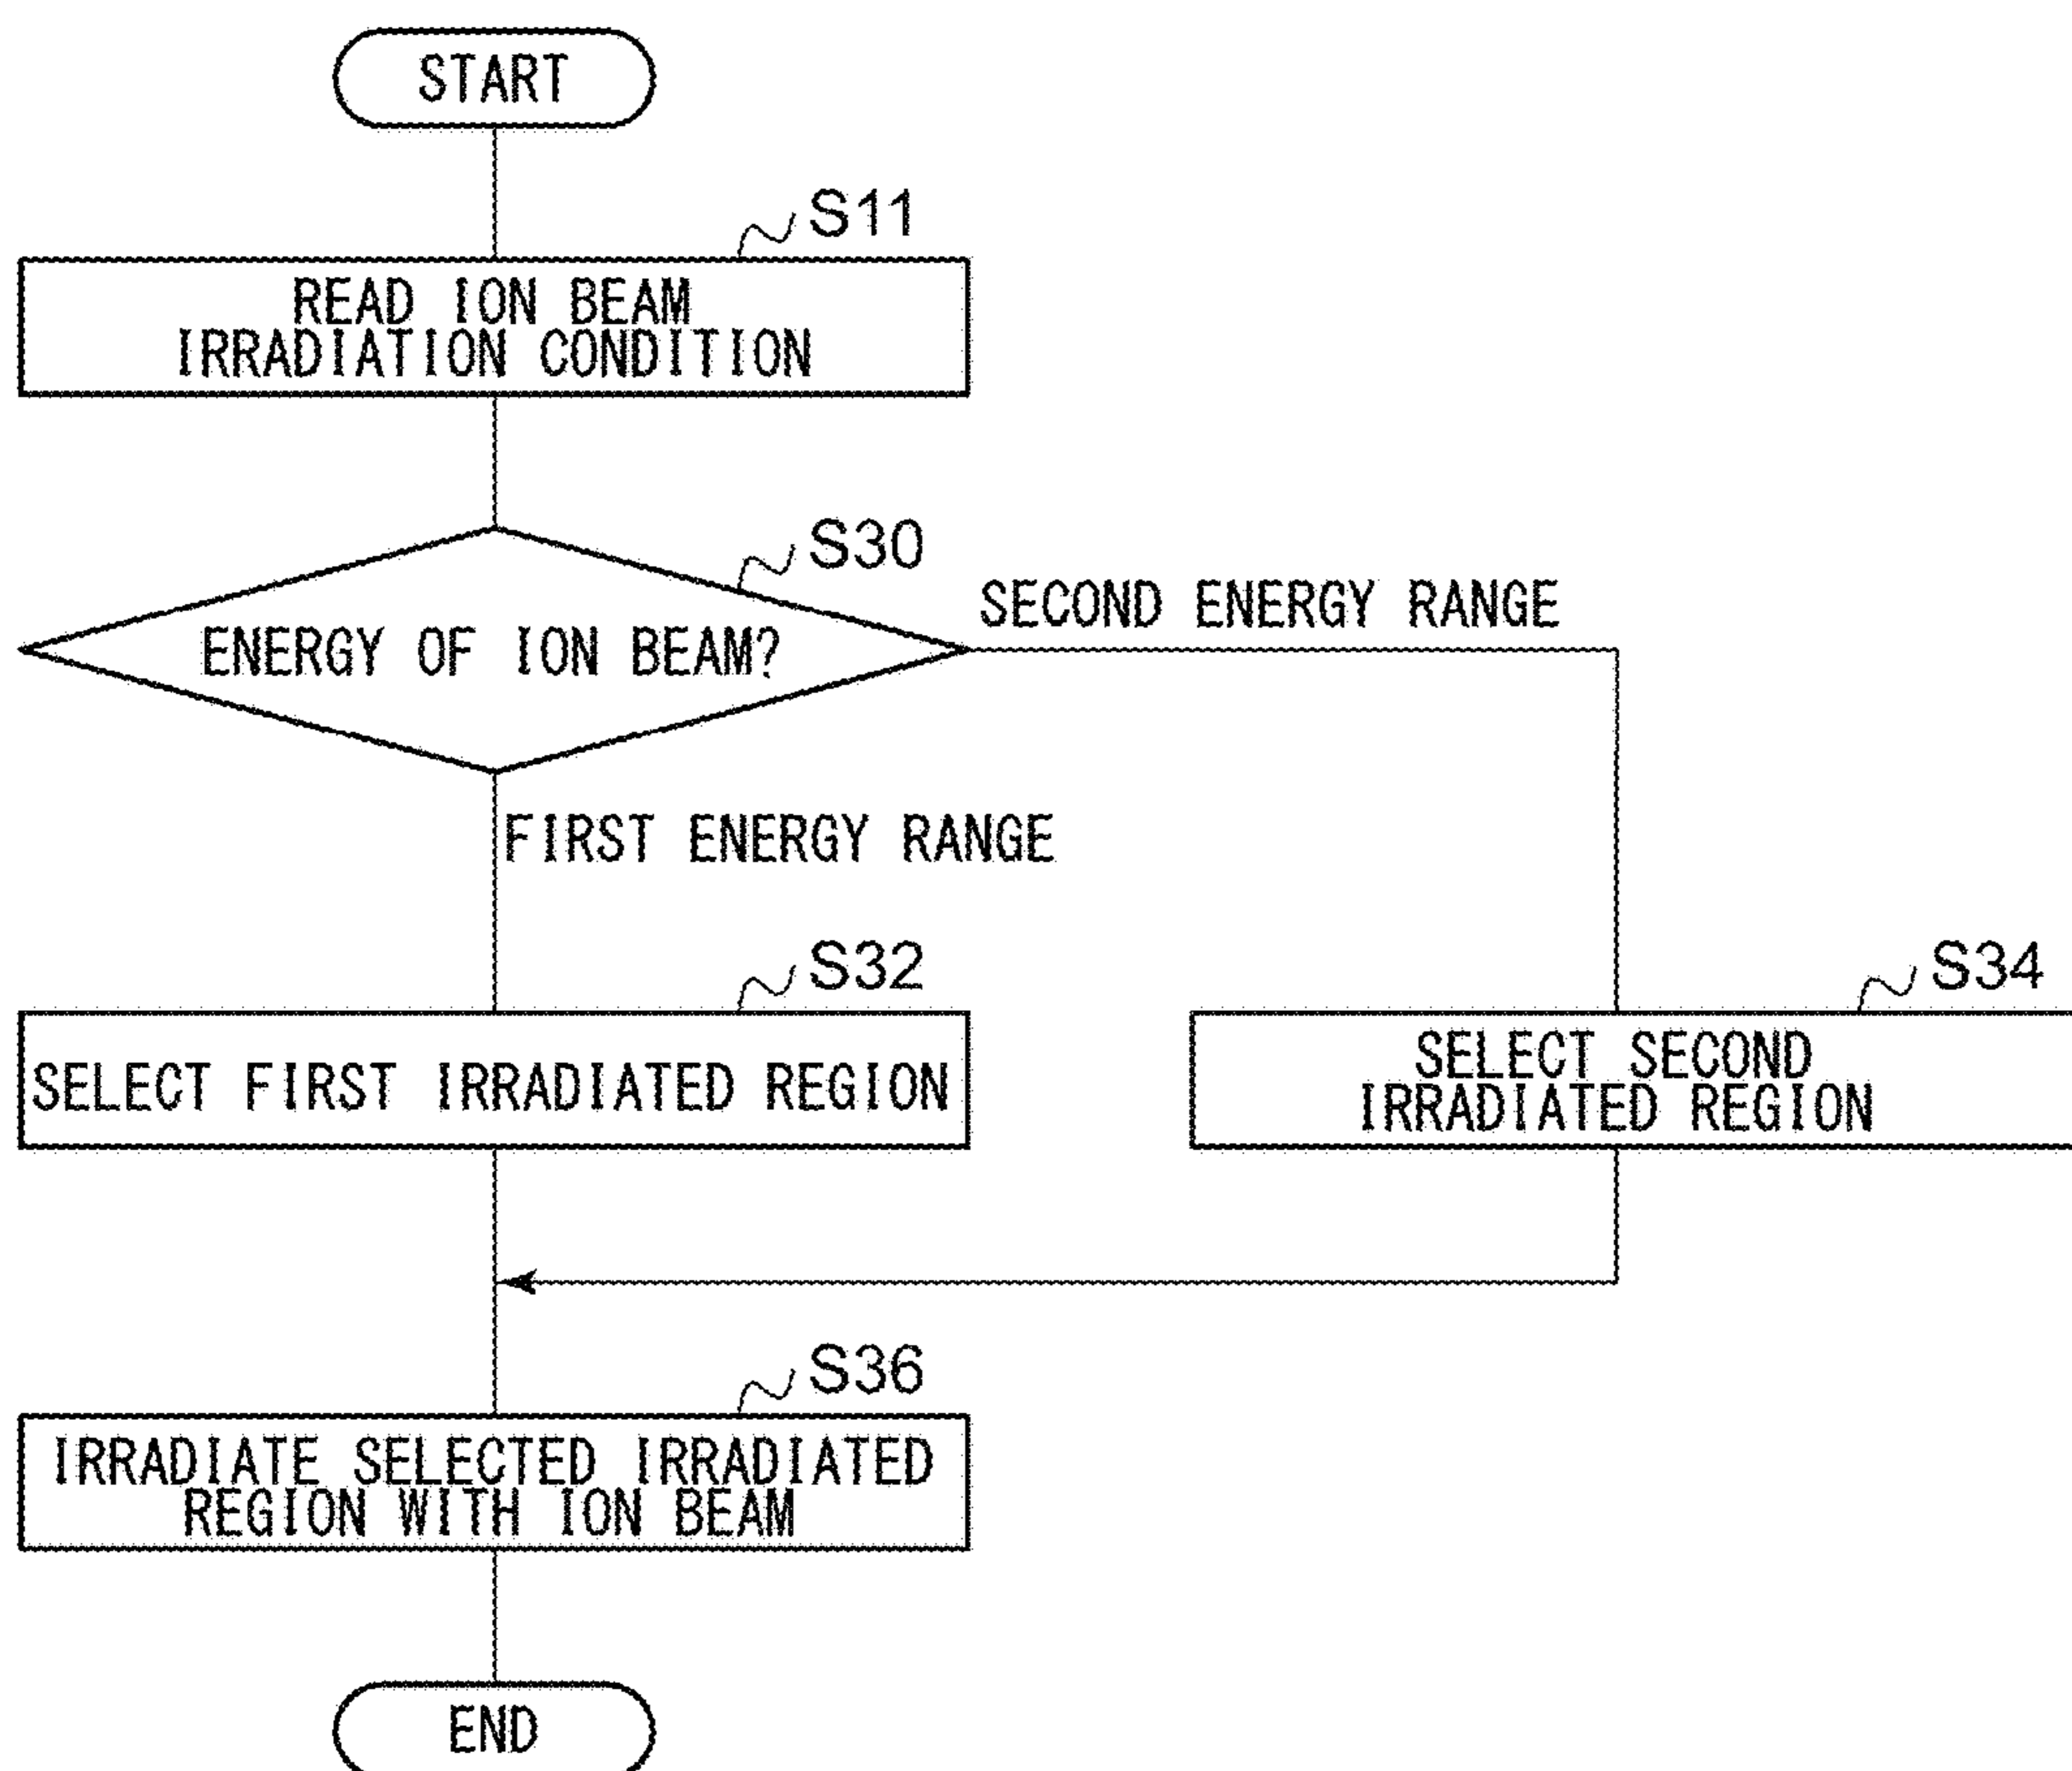 START
S11
READ ION BEAM
IRRADIATION CONDITION
S30
ENERGY OF ION BEAM?
SECOND ENERGY RANGE
FIRST ENERGY RANGE
S32
SELECT FIRST IRRADIATED REGION
S34
SELECT SECOND
IRRADIATED REGION
S36
IRRADIATE SELECTED IRRADIATED
REGION WITH ION BEAM
END